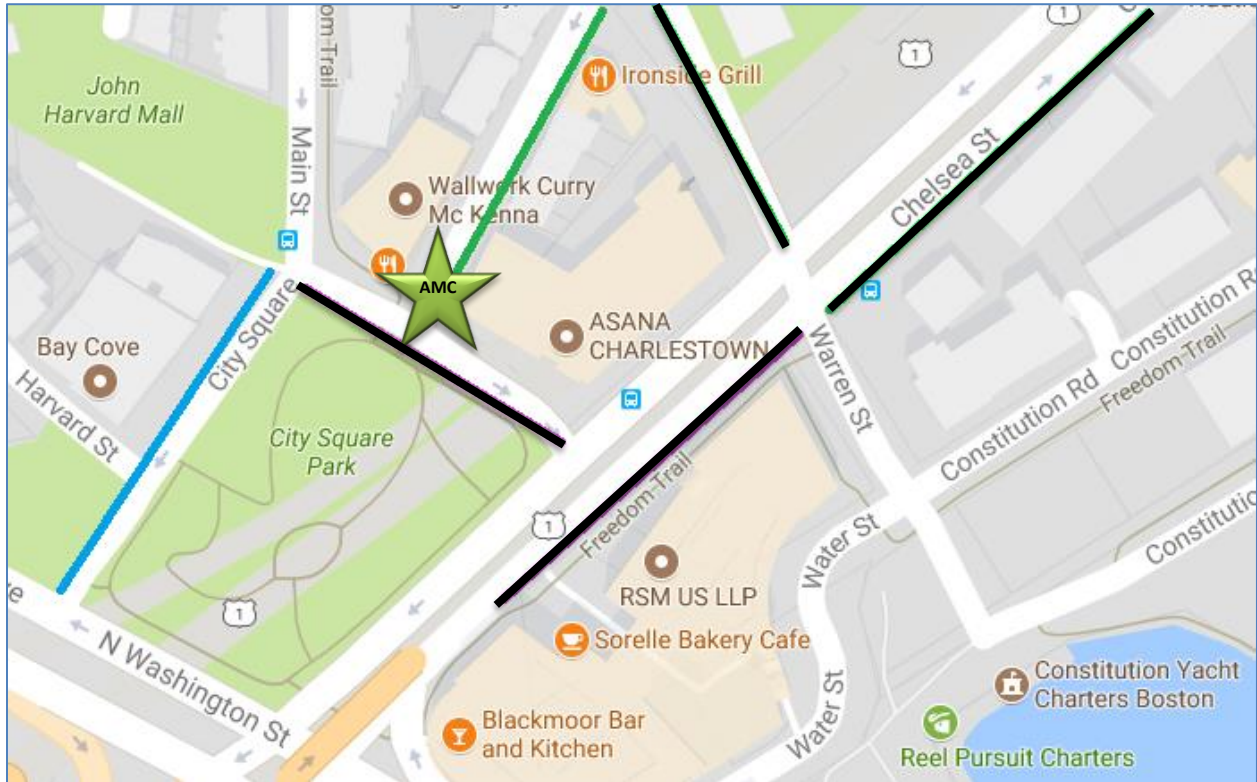 om-Trail
1
1
Ironside Grill
John
Harvard Mall
Main St
Wallwork Curry
Mc Kenna
Chelsea St
AMC
ASANA
CHARLESTOWN
City Square
Bay Cove
Harvard St
City Square
Park
Warren St
Constitution Rd
Constitution Rd
Freedom-Trail
Freedom-Trail
1
Water St
RSM US LLP
1
Sorelle Bakery Cafe
N Washington St
Water St
Constitution Yacht
Charters Boston
Blackmoor Bar
and Kitchen
Reel Pursuit Charters